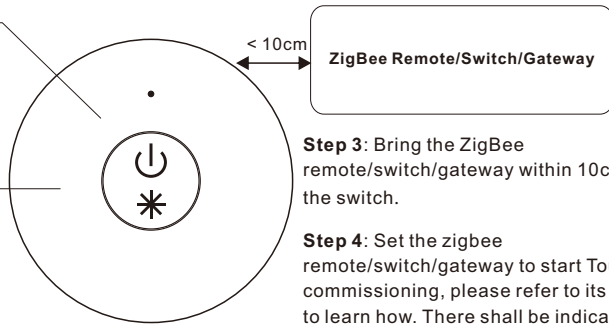 < 10cm
ZigBee Remote/Switch/Gateway
Step 3: Bring the ZigBee
remote/switch/gateway within 10c
the switch.
Step 4: Set the zigbee
remote/switch/gateway to start To
commissioning, please refer to its
to learn how. There shall be indica